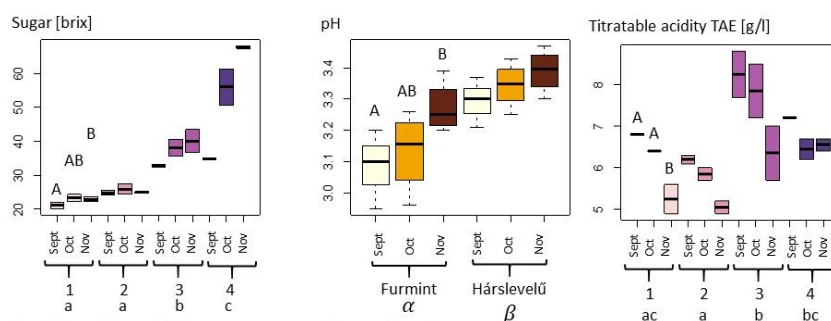 Sugar [brix]
60
50
40
30
20
A
AB
B
Sept
Oct
Nov
Sept
Oct
Nov
Sept
Oct
Nov
Sept
Oct
Nov
1 2 3 4
a a b c
pH
3.4
3.3
3.2
3.1
3.0
A
AB
B
Sept
Oct
Nov
Sept
Oct
Nov
Furmint Hárslevelű
α β
Titratable acidity TAE [g/l]
8
7
6
5
A
A
B
Sept
Oct
Nov
Sept
Oct
Nov
Sept
Oct
Nov
Sept
Oct
Nov
1 2 3 4
ac a b bc